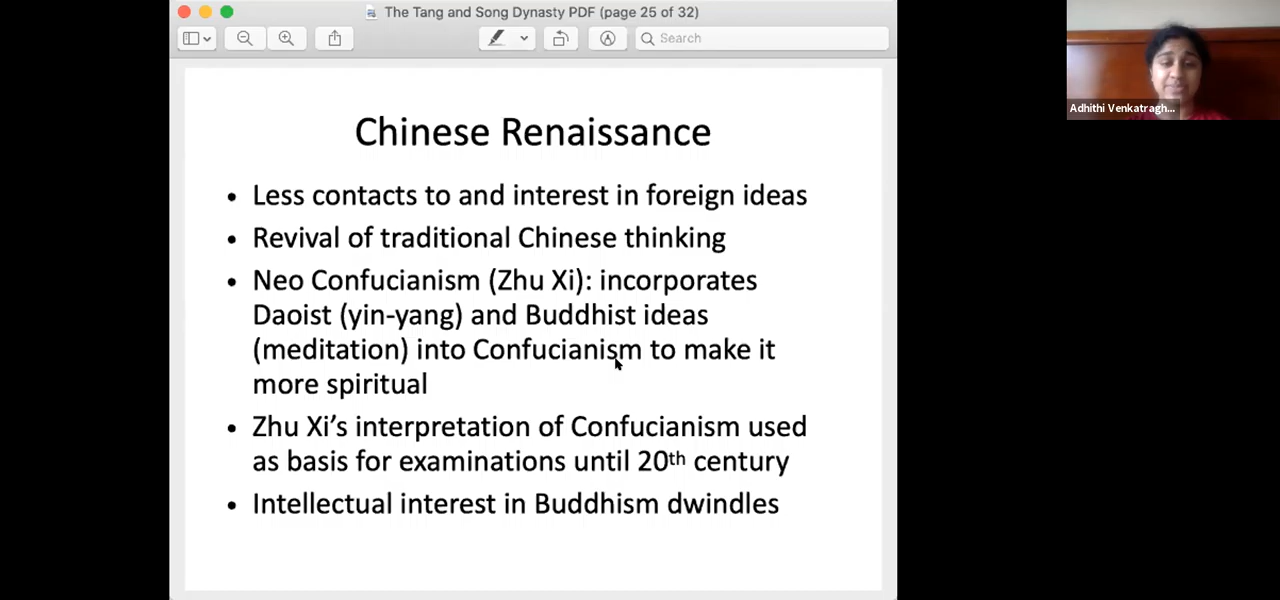 The Tang and Song Dynasty PDF (page 25 of 32)
Search
Adhithi Venkatragh...
Chinese Renaissance
• Less contacts to and interest in foreign ideas
• Revival of traditional Chinese thinking
• Neo Confucianism (Zhu Xi): incorporates
Daoist (yin-yang) and Buddhist ideas
(meditation) into Confucianism to make it
more spiritual
• Zhu Xi’s interpretation of Confucianism used
as basis for examinations until 20th century
• Intellectual interest in Buddhism dwindles